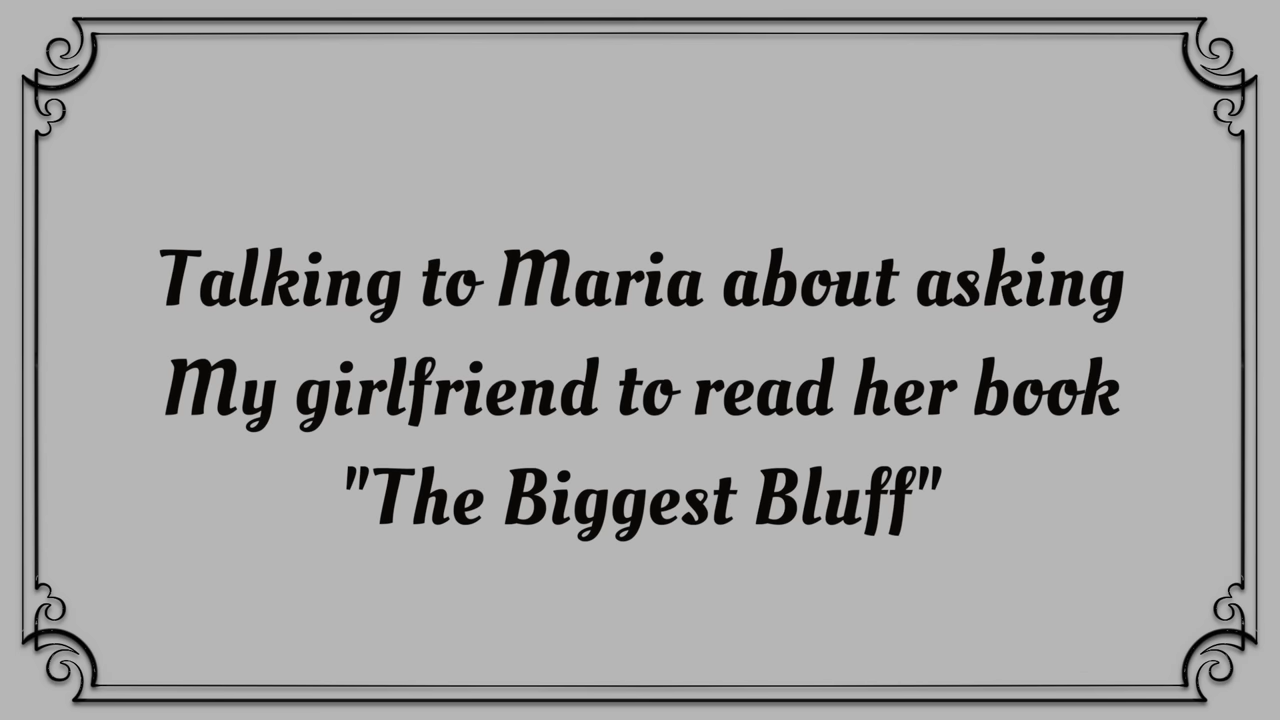 Talking to Maria about asking
My girlfriend to read her book
"The Biggest Bluff"